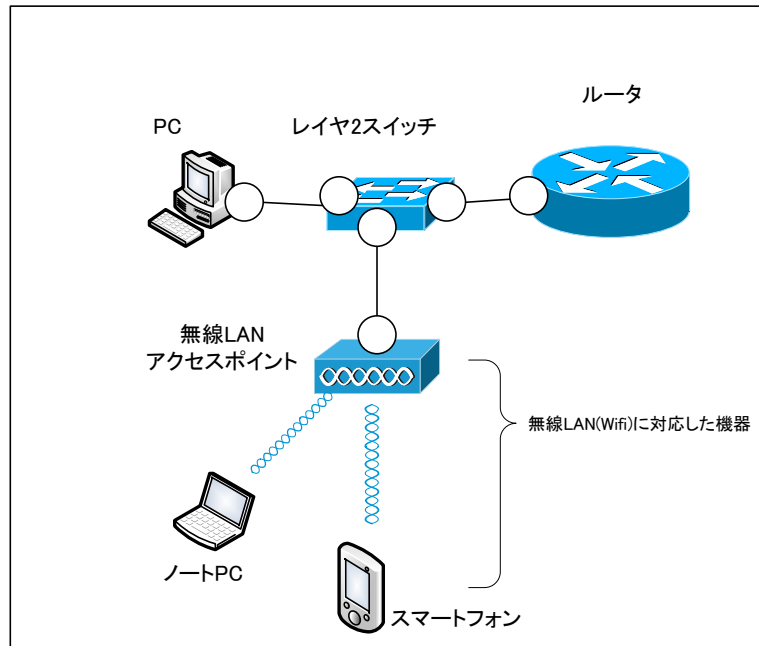 ルータ
PC
レイヤ2スイッチ
無線LAN
アクセスポイント
無線LAN(Wifi)に対応した機器
ノートPC
スマートフォン